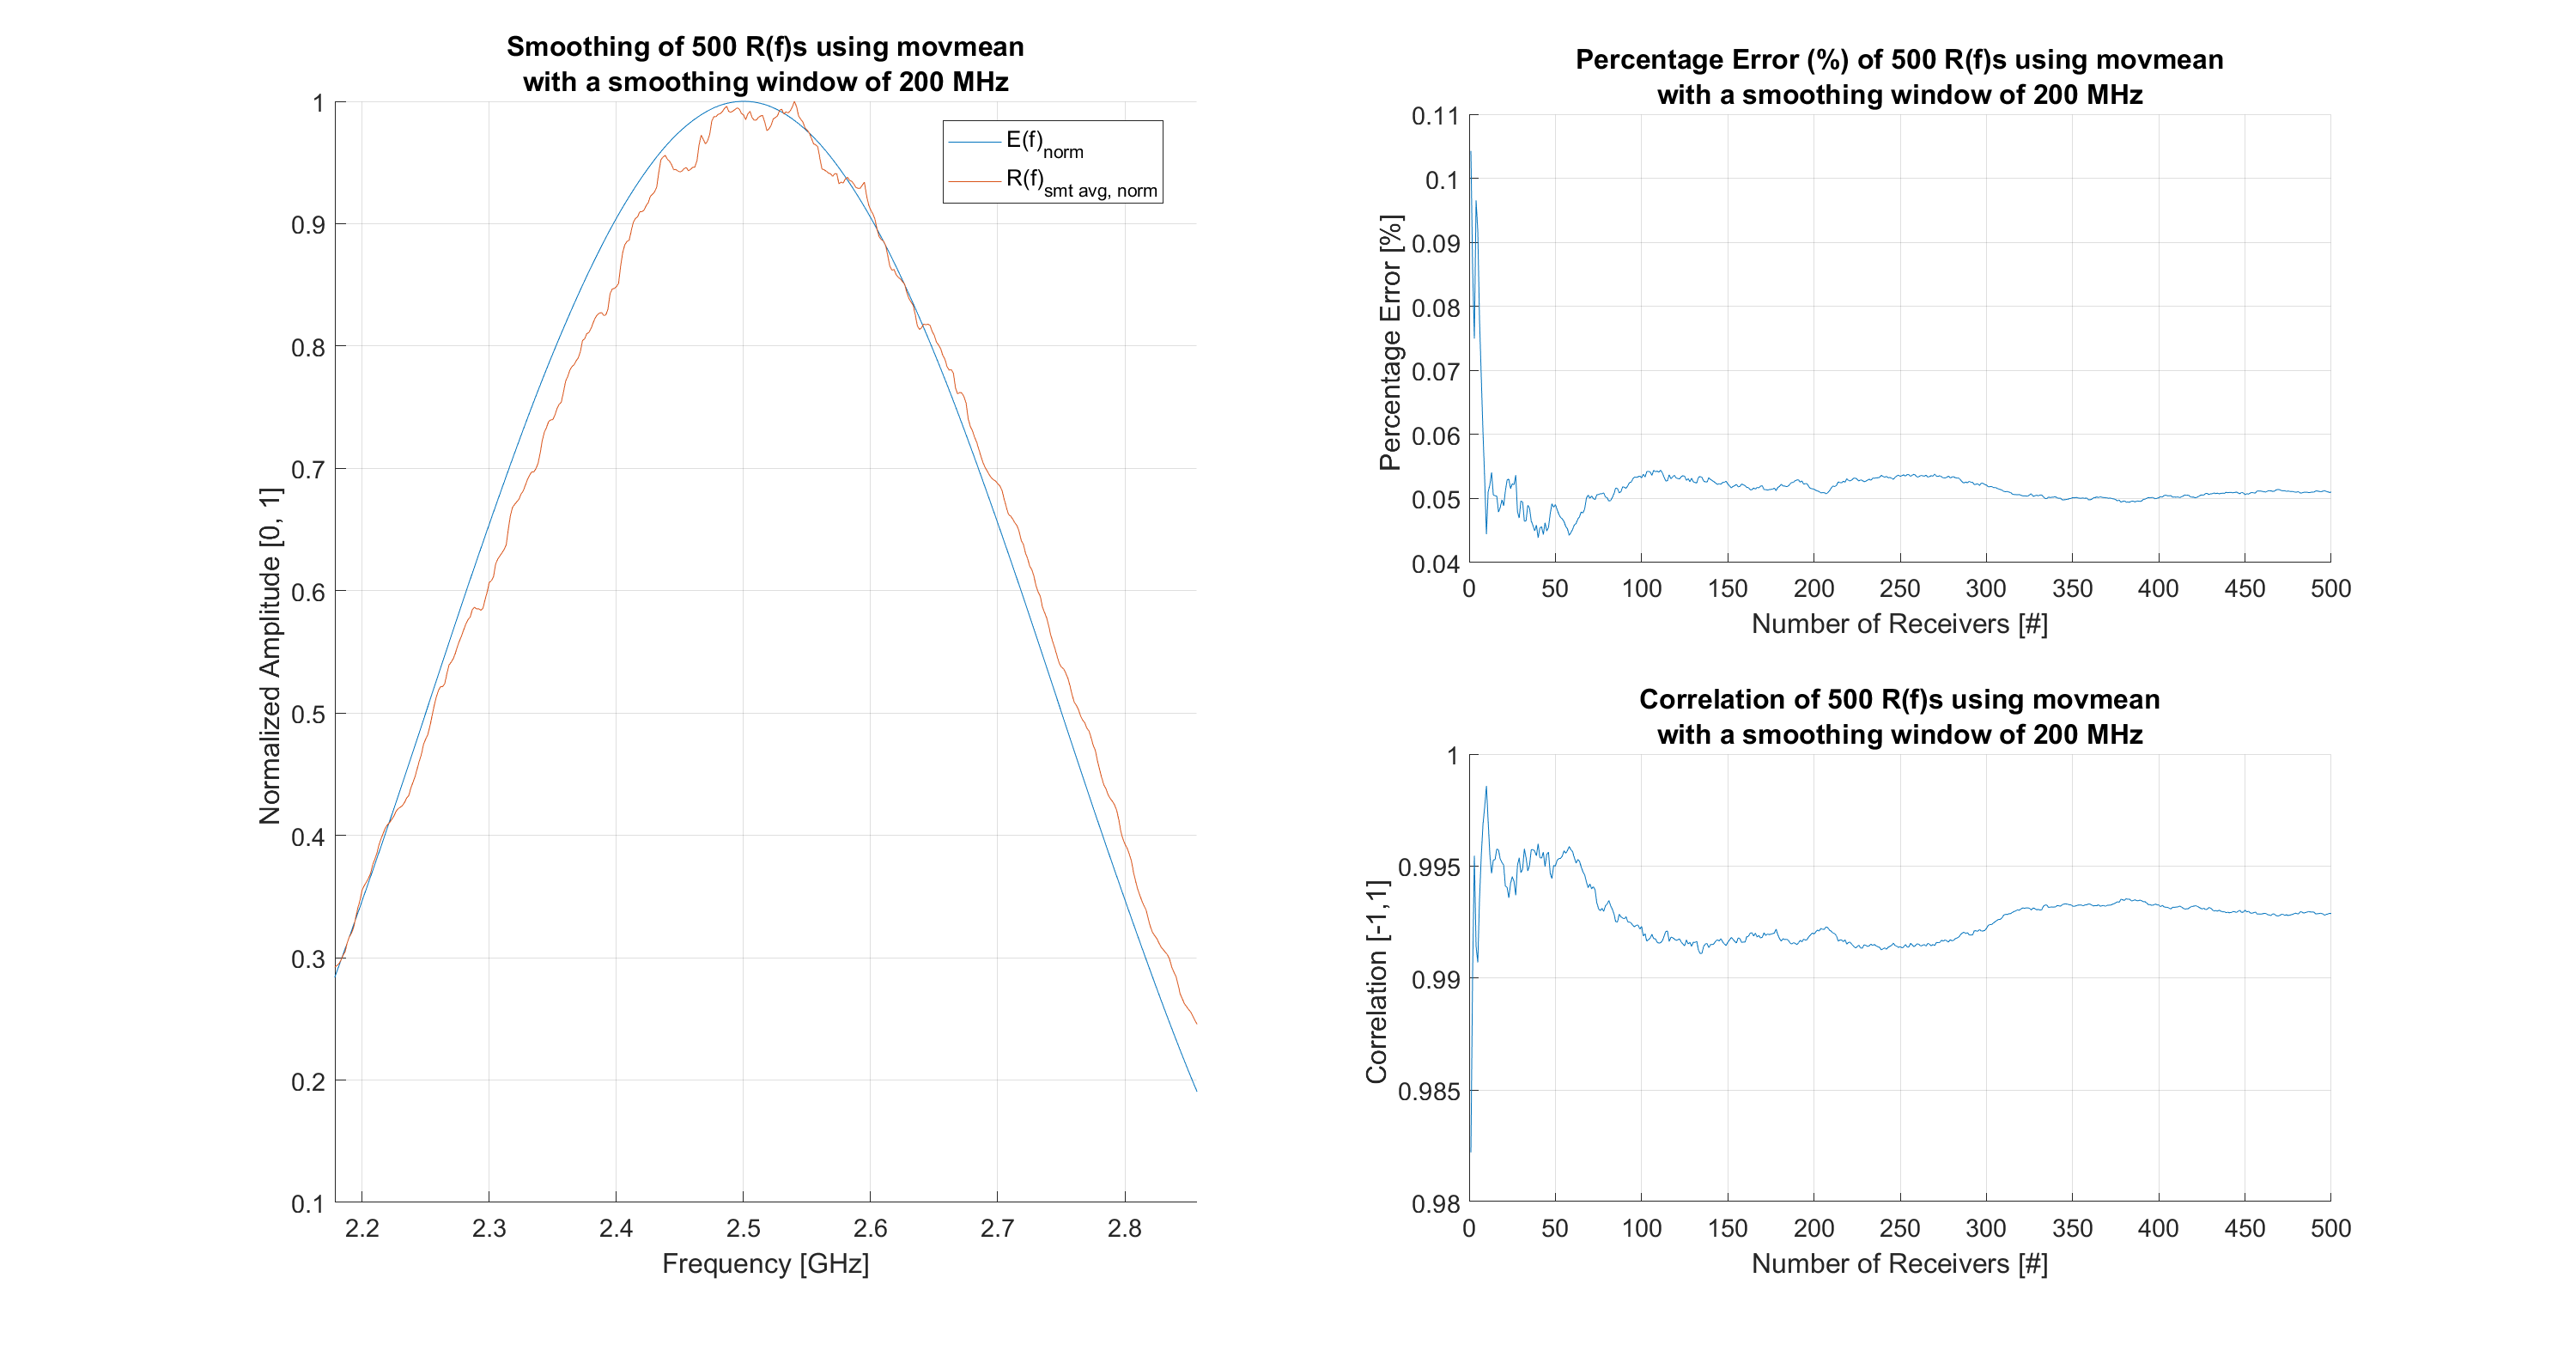 Smoothing of 500 R(f)s using movmean
with a smoothing window of 200 MHz
1
0.9
0.8
0.7
0.6
0.5
0.4
0.3
0.2
0.1
Normalized Amplitude [0, 1]
E(f)norm
R(f)smt avg, norm
2.2 2.3 2.4 2.5 2.6 2.7 2.8
Frequency [GHz]
Percentage Error (%) of 500 R(f)s using movmean
with a smoothing window of 200 MHz
0.11
0.1
0.09
0.08
0.07
0.06
0.05
0.04
Percentage Error [%]
0 50 100 150 200 250 300 350 400 450 500
Number of Receivers [#]
Correlation of 500 R(f)s using movmean
with a smoothing window of 200 MHz
1
0.995
0.99
0.985
0.98
Correlation [-1,1]
0 50 100 150 200 250 300 350 400 450 500
Number of Receivers [#]